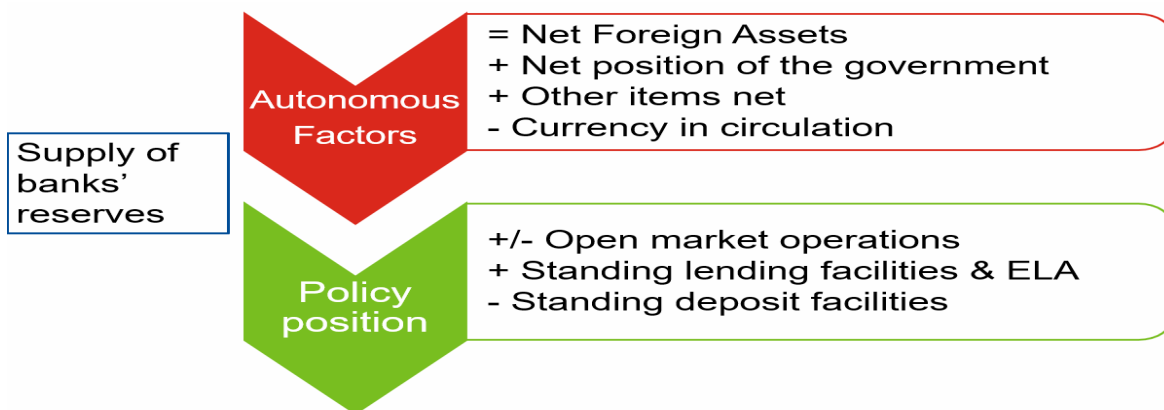 Supply of
banks’
reserves
Autonomous
Factors
= Net Foreign Assets
+ Net position of the government
+ Other items net
- Currency in circulation
Policy
position
+/- Open market operations
+ Standing lending facilities & ELA
- Standing deposit facilities